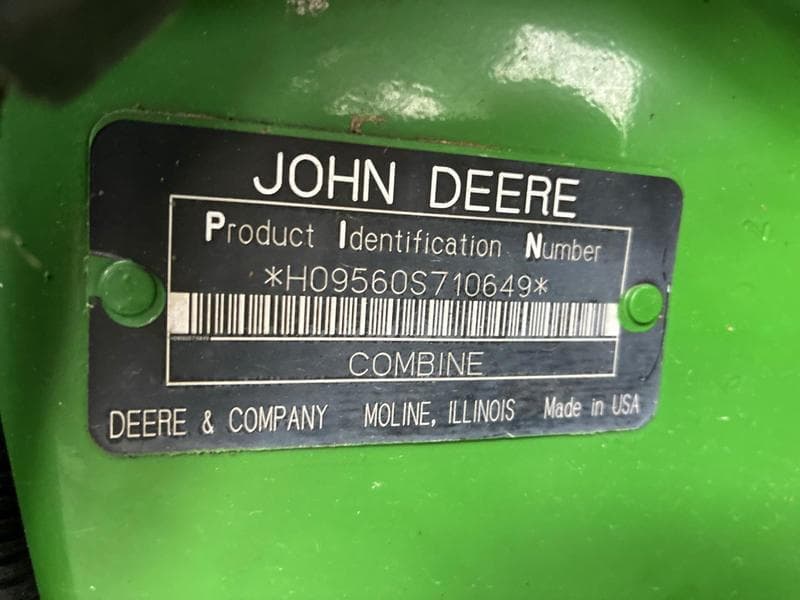 JOHN DEERE
Product Identification Number
*H09560S710649*
COMBINE
DEERE & COMPANY MOLINE, ILLINOIS Made in USA